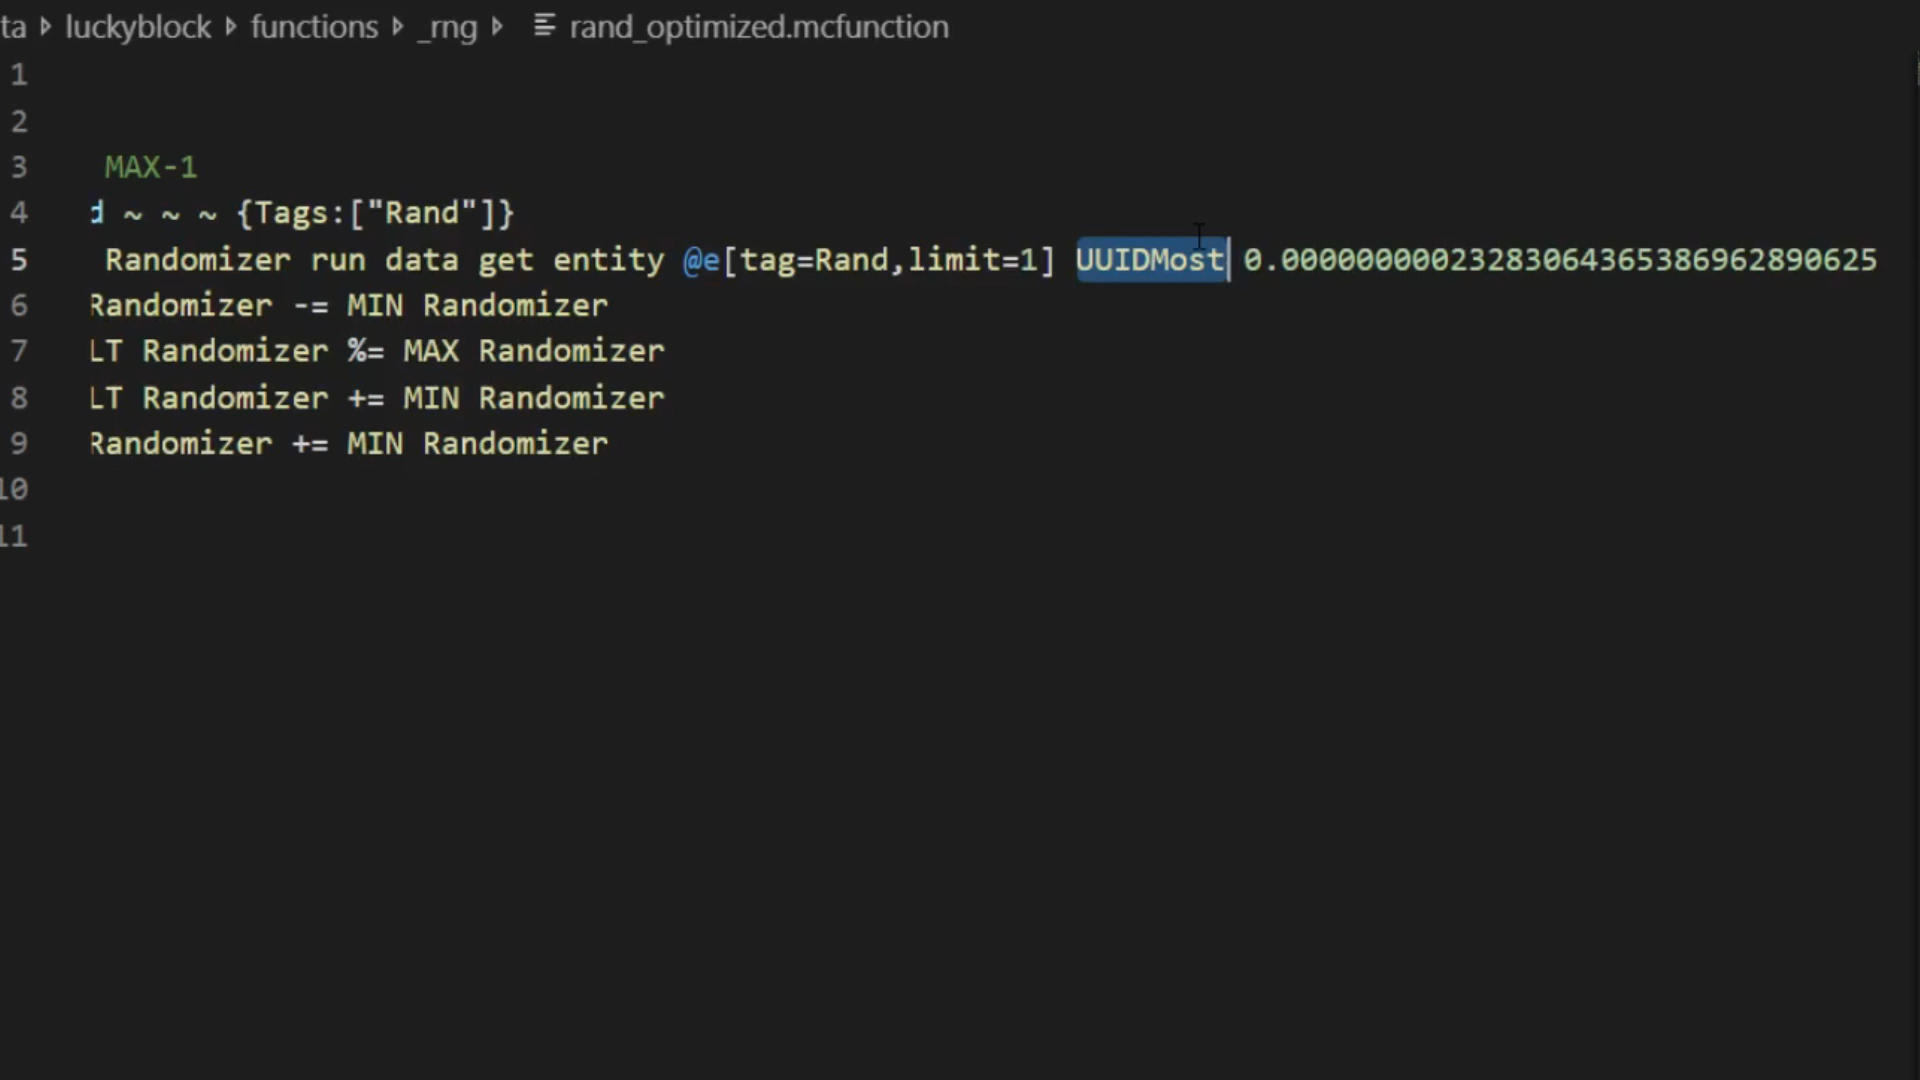 ta luckyblock functions _rng rand_optimized.mcfunction
1
2
3 MAX-1
4 d ~ ~ ~ {Tags:["Rand"]}
5 Randomizer run data get entity @e[tag=Rand,limit=1] UUIDMost 0.00000000023283064365386962890625
6 Randomizer -= MIN Randomizer
7 LT Randomizer %= MAX Randomizer
8 LT Randomizer += MIN Randomizer
9 Randomizer += MIN Randomizer
10
11